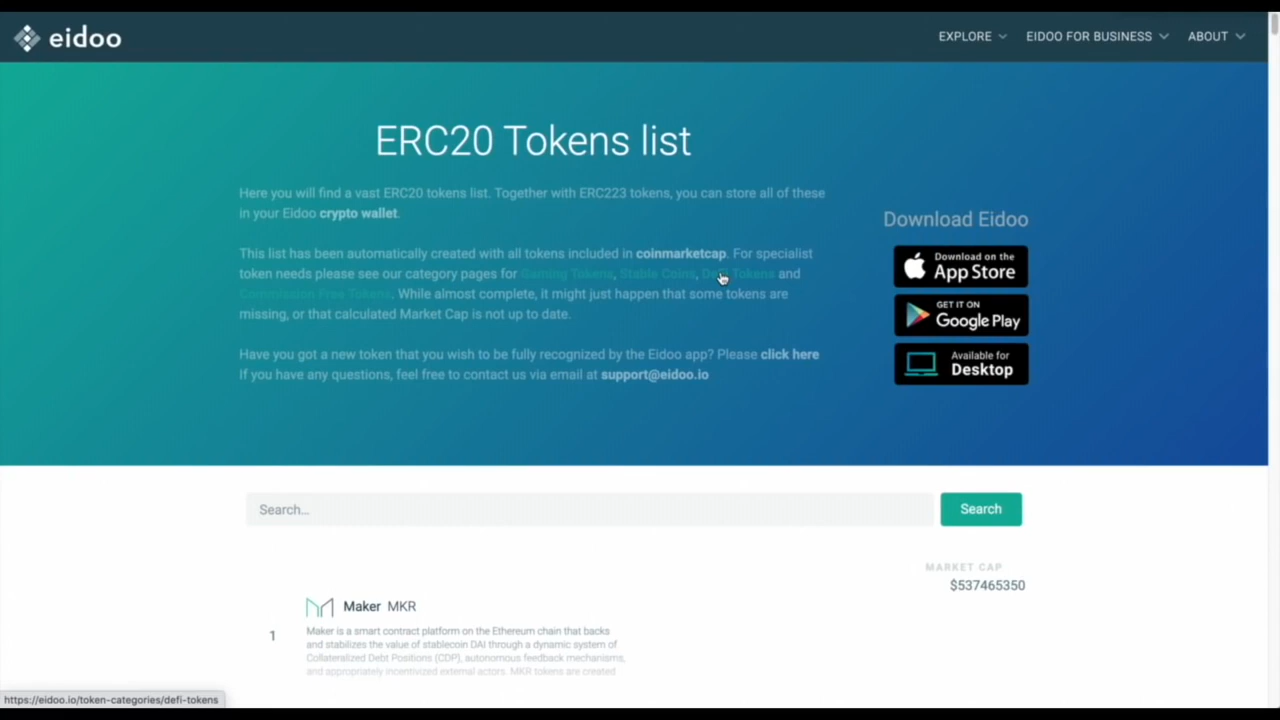 eidoo
EXPLORE
EIDOO FOR BUSINESS
ABOUT
ERC20 Tokens list
Here you will find a vast ERC20 tokens list. Together with ERC223 tokens, you can store all of these
in your Eidoo crypto wallet.
This list has been automatically created with all tokens included in coinmarketcap. For specialist
token needs please see our category pages for Gaming Tokens, Stable Coins, Defi Tokens and
Commission Free Tokens. While almost complete, it might just happen that some tokens are
missing, or that calculated Market Cap is not up to date.
Have you got a new token that you wish to be fully recognized by the Eidoo app? Please click here
If you have any questions, feel free to contact us via email at support@eidoo.io
Download Eidoo
Download on the
App Store
GET IT ON
Google Play
Available for
Desktop
Search...
Search
MARKET CAP
$537465350
1
Maker MKR
Maker is a smart contract platform on the Ethereum chain that backs
and stabilizes the value of stablecoin DAI through a dynamic system of
Collateralized Debt Positions (CDP), autonomous feedback mechanisms,
and appropriately incentivized external actors. MKR tokens are created
https://eidoo.io/token-categories/defi-tokens